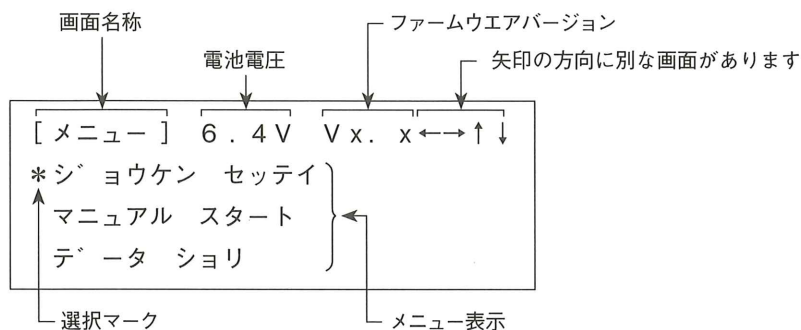 画面名称
ファームウエアバージョン
電池電圧
矢印の方向に別な画面があります
[メニュー] 6.4V Vx. x←→↑↓
*シ゛ョウケン セッテイ
マニュアル スタート
テ゛ータ ショリ
選択マーク
メニュー表示